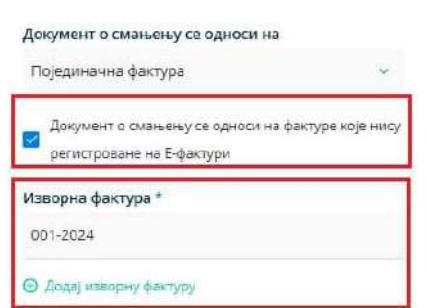 Документ о смањењу се односи на
Појединачна фактура
Документ о смањењу се односи на фактуре које нису
регистроване на Е-фактури
Изворна фактура *
001-2024
Додај изворну фактуру